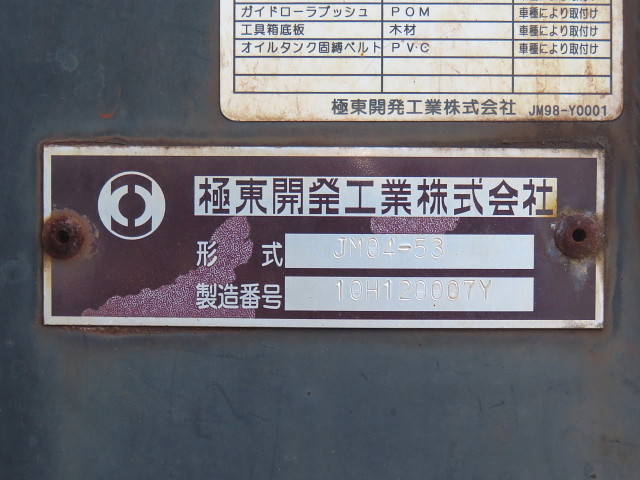 ガイドローラブッシュ POM 車種により取付け
工具箱底板 木材 車種により取付け
オイルタンク固縛ベルト PVC 車種により取付け
極東開発工業株式会社 JM98-Y0001
極東開発工業株式会社
形式 JM04-53
製造番号 10H120007Y